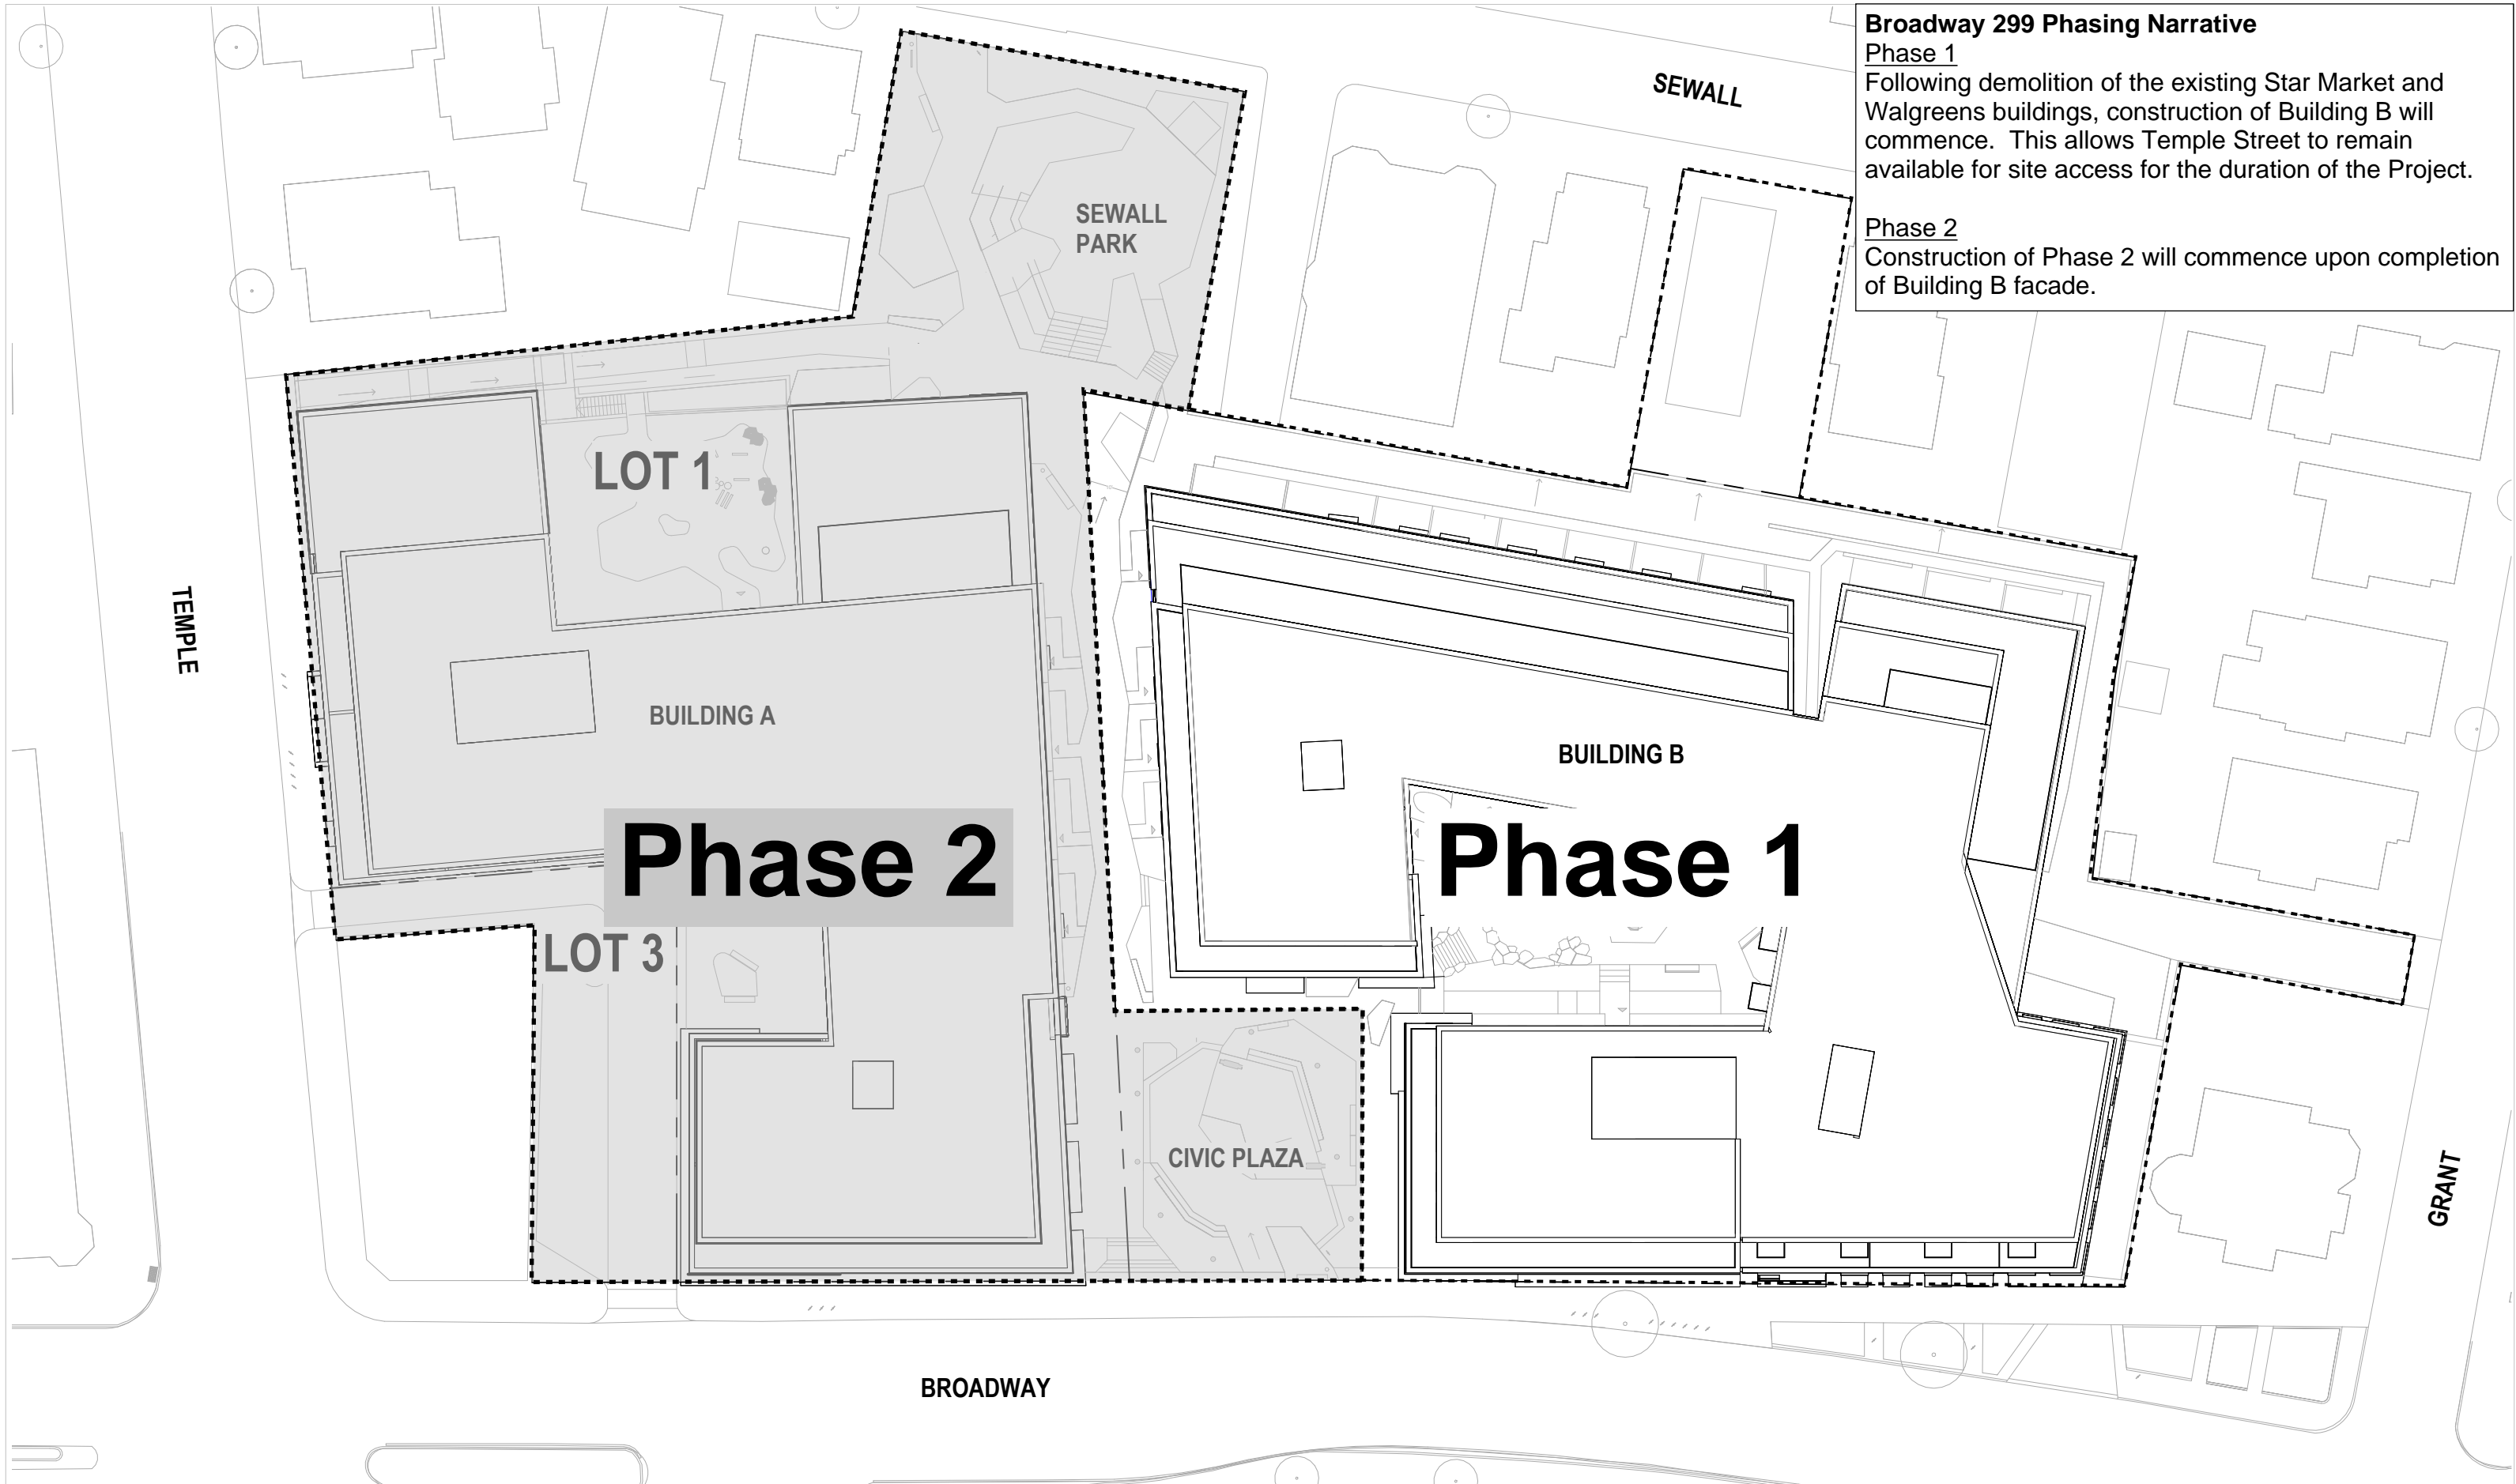 Broadway 299 Phasing Narrative
Phase 1
Following demolition of the existing Star Market and
Walgreens buildings, construction of Building B will
commence.  This allows Temple Street to remain
available for site access for the duration of the Project.
Phase 2
Construction of Phase 2 will commence upon completion
of Building B facade.
SEWALL
SEWALL
PARK
LOT 1
TEMPLE
BUILDING A
BUILDING B
Phase 2
Phase 1
LOT 3
CIVIC PLAZA
GRANT
BROADWAY